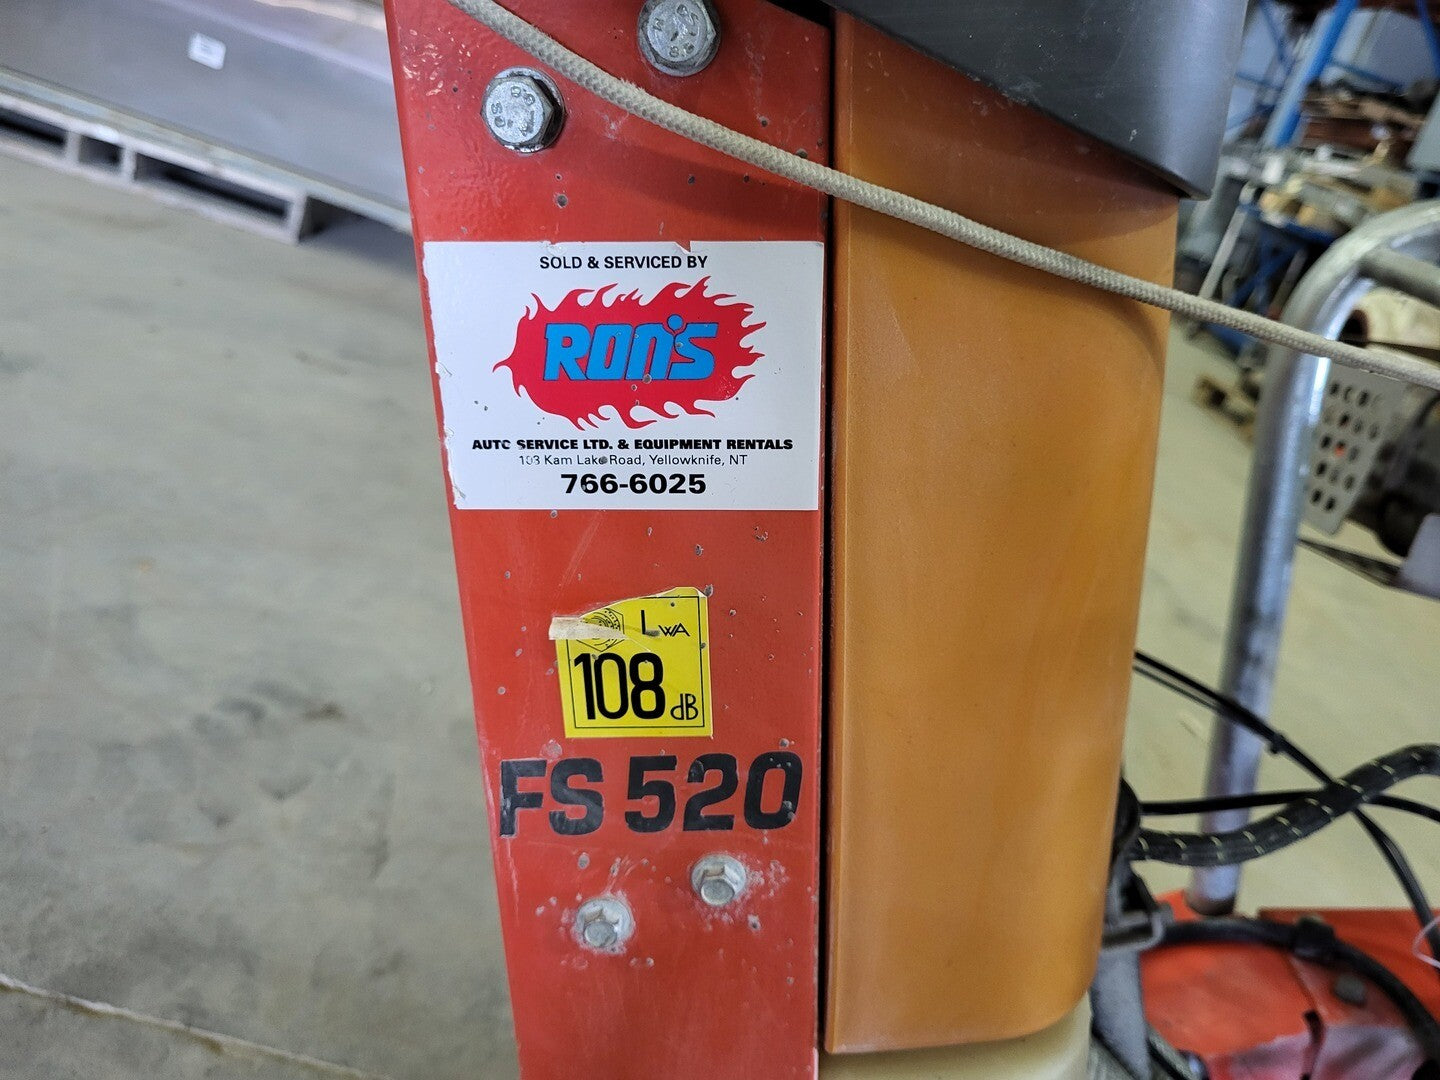 SOLD & SERVICED BY
RON'S
AUTO SERVICE LTD. & EQUIPMENT RENTALS
103 Kam Lake Road, Yellowknife, NT
766-6025
LWA
108 dB
FS 520